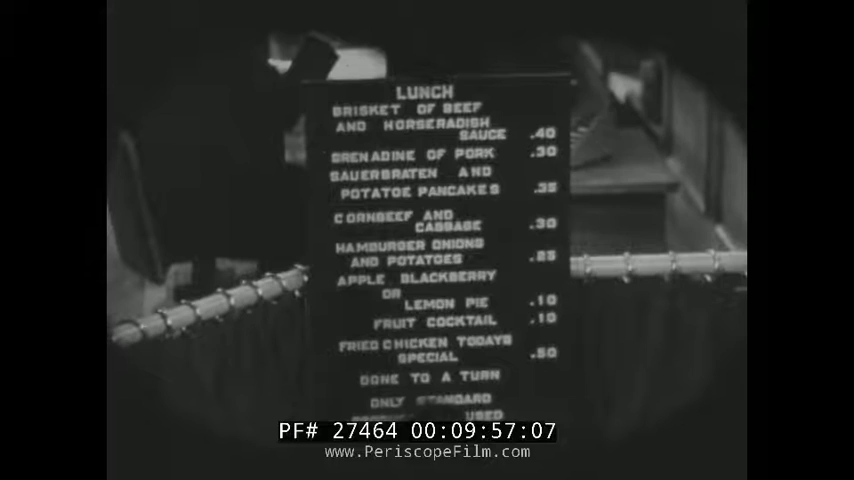 LUNCH
BRISKET OF BEEF
AND HORSERADISH
SAUCE .40
GRENADINE OF PORK .30
SAUERBRATEN AND
POTATOE PANCAKES .35
CORNBEEF AND
CABBAGE .30
HAMBURGER ONIONS
AND POTATOES .25
APPLE BLACKBERRY
OR
LEMON PIE .10
FRUIT COCKTAIL .10
FRIED CHICKEN TODAYS
SPECIAL .50
DONE TO A TURN
ONLY STANDARD
USED
PF# 27464 00:09:57:07
www.PeriscopeFilm.com